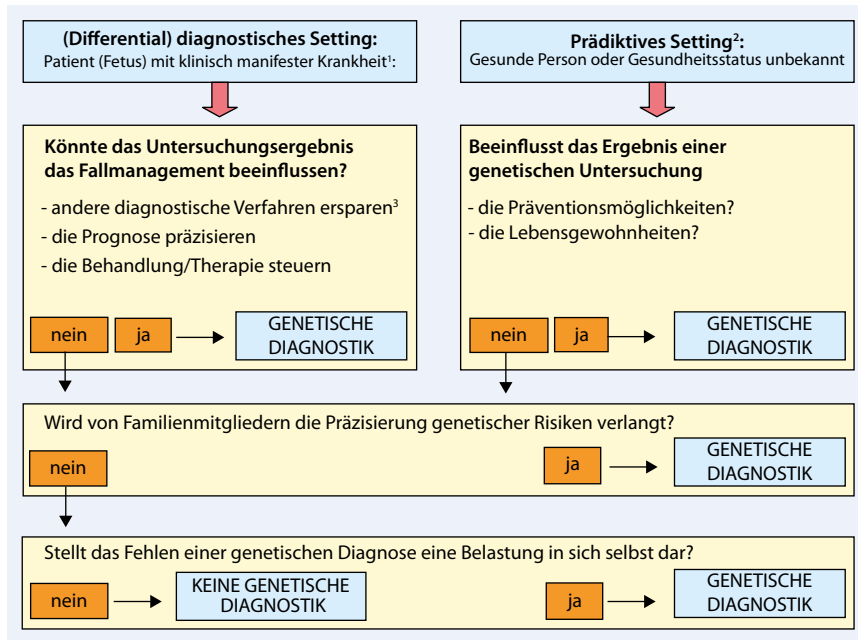 (Differential) diagnostisches Setting:
Patient (Fetus) mit klinisch manifester Krankheit¹:
Prädiktives Setting²:
Gesunde Person oder Gesundheitsstatus unbekannt
Könnte das Untersuchungsergebnis
das Fallmanagement beeinflussen?
- andere diagnostische Verfahren ersparen³
- die Prognose präzisieren
- die Behandlung/Therapie steuern
nein ja GENETISCHE
DIAGNOSTIK
Beeinflusst das Ergebnis einer
genetischen Untersuchung
- die Präventionsmöglichkeiten?
- die Lebensgewohnheiten?
nein ja GENETISCHE
DIAGNOSTIK
Wird von Familienmitgliedern die Präzisierung genetischer Risiken verlangt?
nein ja GENETISCHE
DIAGNOSTIK
Stellt das Fehlen einer genetischen Diagnose eine Belastung in sich selbst dar?
nein KEINE GENETISCHE
DIAGNOSTIK
ja GENETISCHE
DIAGNOSTIK